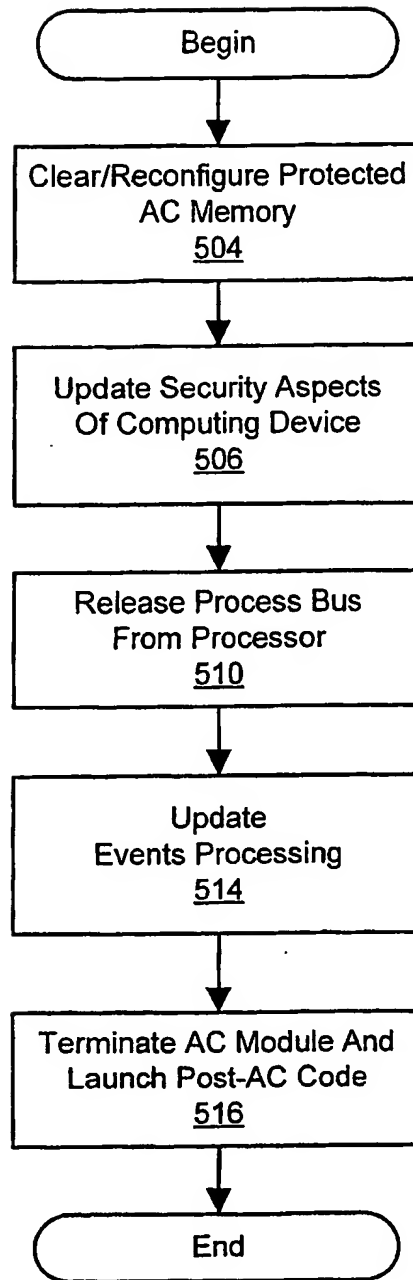 Begin
Clear/Reconfigure Protected
AC Memory
504
Update Security Aspects
Of Computing Device
506
Release Process Bus
From Processor
510
Update
Events Processing
514
Terminate AC Module And
Launch Post-AC Code
516
End